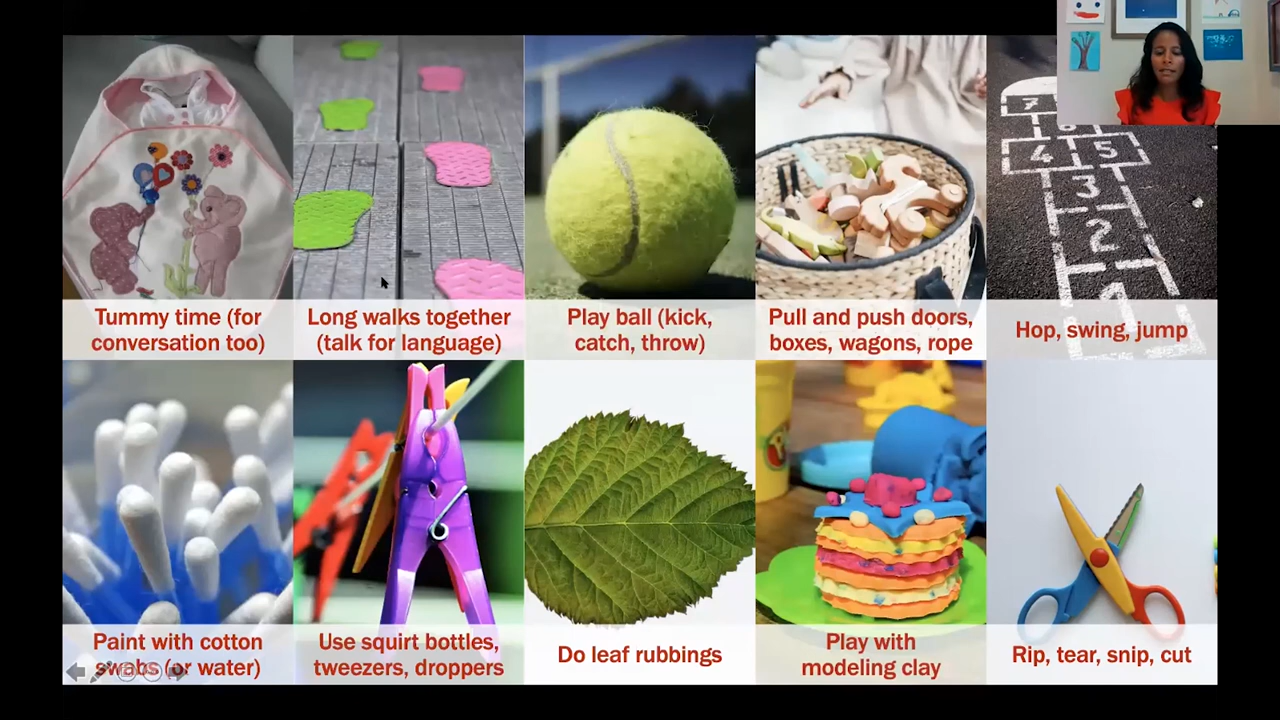 Tummy time (for
conversation too)
Long walks together
(talk for language)
Play ball (kick,
catch, throw)
Pull and push doors,
boxes, wagons, rope
7
4 5
3
2
Hop, swing, jump
Paint with cotton
swabs (or water)
Use squirt bottles,
tweezers, droppers
Do leaf rubbings
Play with
modeling clay
Rip, tear, snip, cut